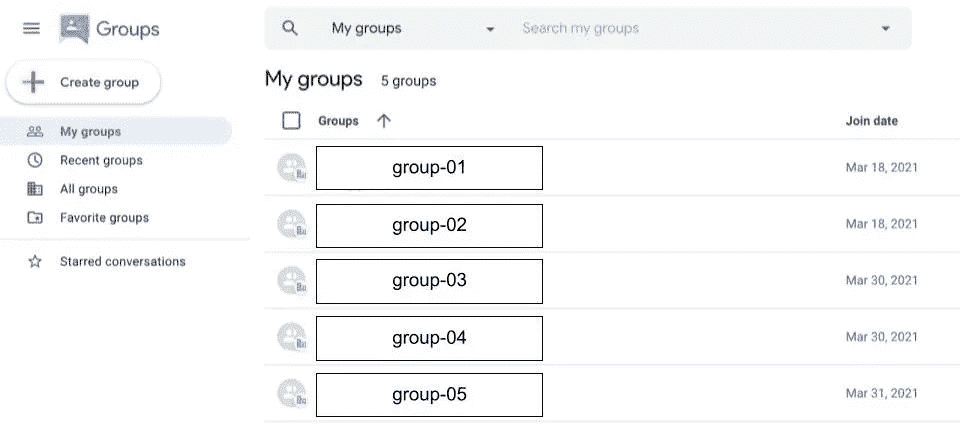 Groups
My groups
Search my groups
Create group
My groups
Recent groups
All groups
Favorite groups
Starred conversations
My groups 5 groups
Groups Join date
group-01 Mar 18, 2021
group-02 Mar 18, 2021
group-03 Mar 30, 2021
group-04 Mar 30, 2021
group-05 Mar 31, 2021